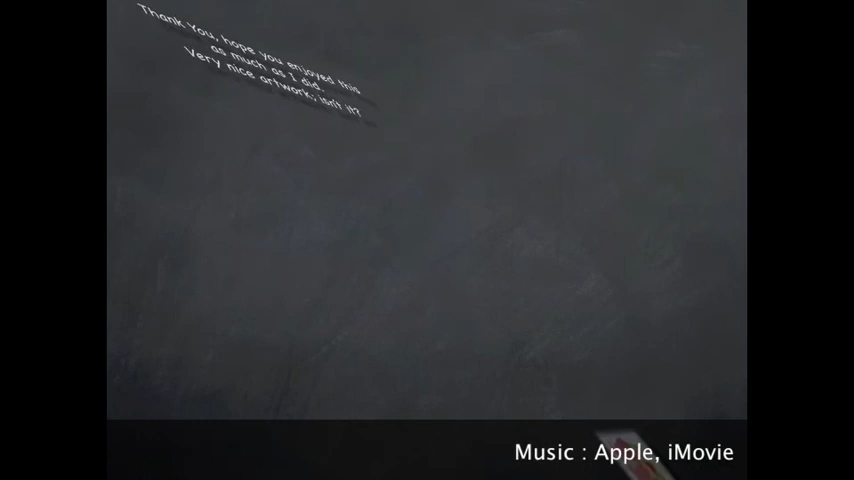 Thank You, hope you enjoyed this
as much as I did.
Very nice artwork, isn't it?
Music : Apple, iMovie